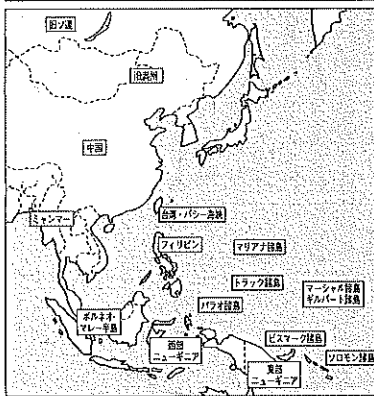 旧ソ連
旧満州
中国
ミャンマー
台湾・バシー海峡
フィリピン
マリアナ諸島
トラック諸島
マーシャル諸島
ギルバート諸島
パラオ諸島
ボルネオ・
マレー半島
西部
ニューギニア
ビスマーク諸島
東部
ニューギニア
ソロモン諸島